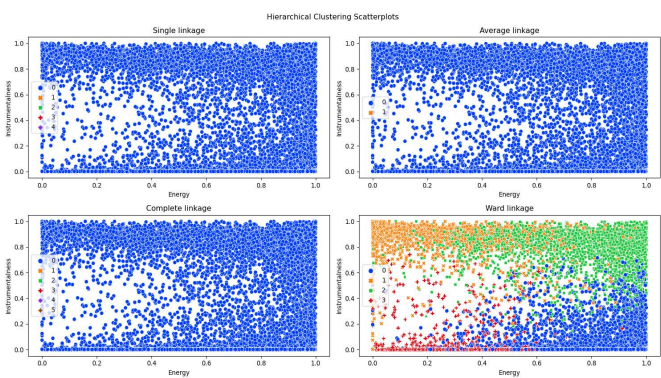 Hierarchical Clustering Scatterplots
Single linkage
Instrumentalness
1.0
0.8
0.6
0.4
0.2
0.0
0
1
2
3
4
0.0 0.2 0.4 0.6 0.8 1.0
Energy
Average linkage
Instrumentalness
1.0
0.8
0.6
0.4
0.2
0.0
0
1
0.0 0.2 0.4 0.6 0.8 1.0
Energy
Complete linkage
Instrumentalness
1.0
0.8
0.6
0.4
0.2
0.0
0
1
2
3
4
5
0.0 0.2 0.4 0.6 0.8 1.0
Energy
Ward linkage
Instrumentalness
1.0
0.8
0.6
0.4
0.2
0.0
0
1
2
3
0.0 0.2 0.4 0.6 0.8 1.0
Energy